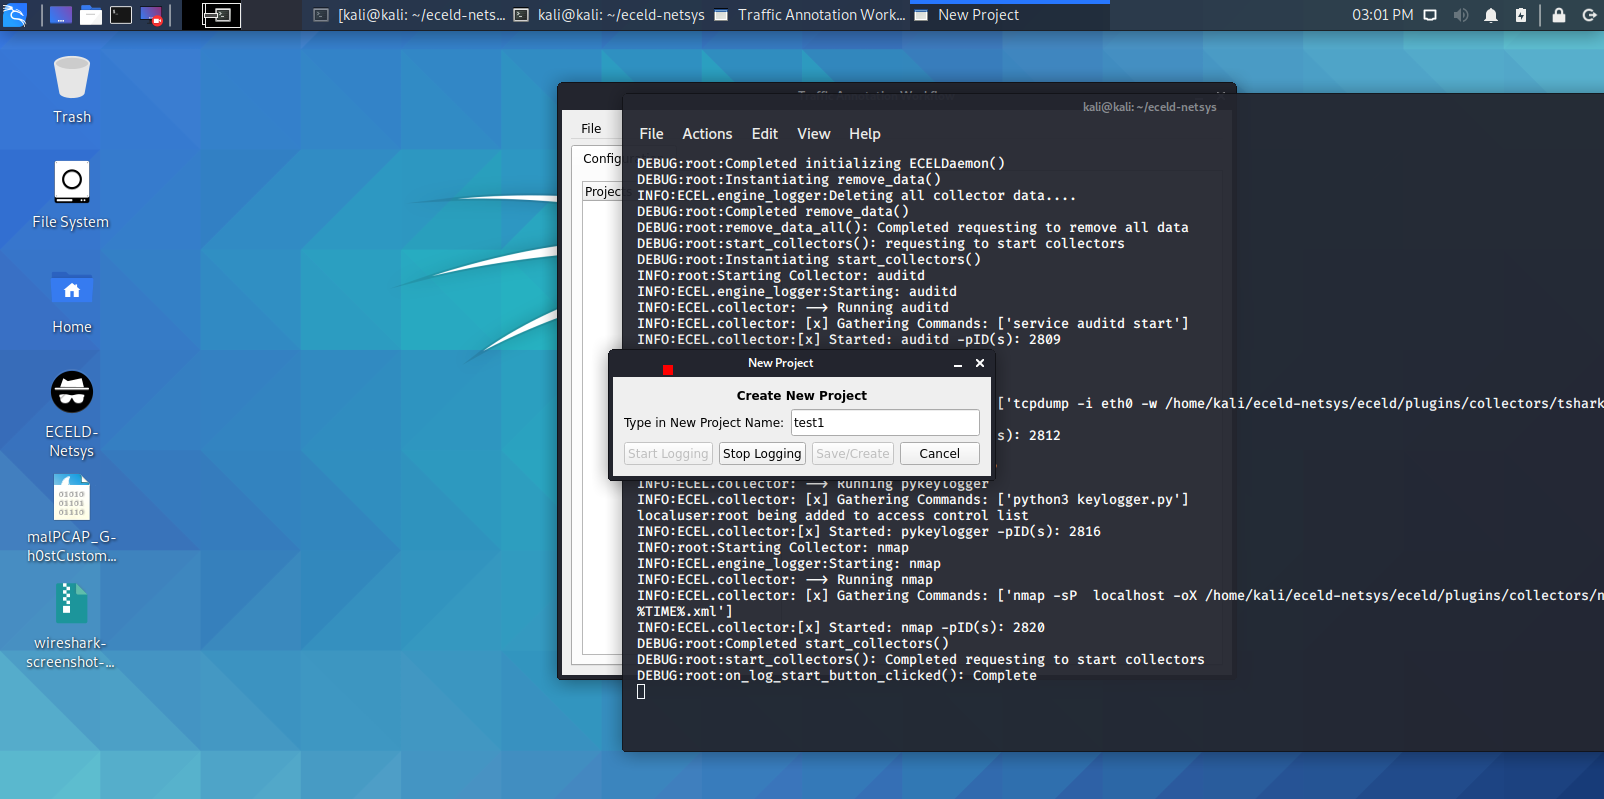 [kali@kali: ~/eceld-nets...
kali@kali: ~/eceld-netsys
Traffic Annotation Work...
New Project
03:01 PM
Trash
File System
Home
ECELD-
Netsys
01010
01101
01110
malPCAP_G-
h0stCustom...
wireshark-
screenshot-...
File
kali@kali: ~/eceld-netsys
File Actions Edit View Help
DEBUG:root:Completed initializing ECELDaemon()
DEBUG:root:Instantiating remove_data()
INFO:ECEL.engine_logger:Deleting all collector data....
DEBUG:root:Completed remove_data()
DEBUG:root:remove_data_all(): Completed requesting to remove all data
DEBUG:root:start_collectors(): requesting to start collectors
DEBUG:root:Instantiating start_collectors()
INFO:root:Starting Collector: auditd
INFO:ECEL.engine_logger:Starting: auditd
INFO:ECEL.collector: --> Running auditd
INFO:ECEL.collector: [x] Gathering Commands: ['service auditd start']
INFO:ECEL.collector:[x] Started: auditd -pID(s): 2809
['tcpdump -i eth0 -w /home/kali/eceld-netsys/eceld/plugins/collectors/tshark
s): 2812
New Project
Create New Project
Type in New Project Name: test1
Start Logging Stop Logging Save/Create Cancel
INFO:ECEL.collector: --> Running pykeylogger
INFO:ECEL.collector: [x] Gathering Commands: ['python3 keylogger.py']
localuser:root being added to access control list
INFO:ECEL.collector:[x] Started: pykeylogger -pID(s): 2816
INFO:root:Starting Collector: nmap
INFO:ECEL.engine_logger:Starting: nmap
INFO:ECEL.collector: --> Running nmap
INFO:ECEL.collector: [x] Gathering Commands: ['nmap -sP  localhost -oX /home/kali/eceld-netsys/eceld/plugins/collectors/n
%TIME%.xml']
INFO:ECEL.collector:[x] Started: nmap -pID(s): 2820
DEBUG:root:Completed start_collectors()
DEBUG:root:start_collectors(): Completed requesting to start collectors
DEBUG:root:on_log_start_button_clicked(): Complete